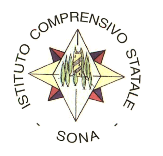 ISTITUTO COMPRENSIVO STATALE
- SONA -